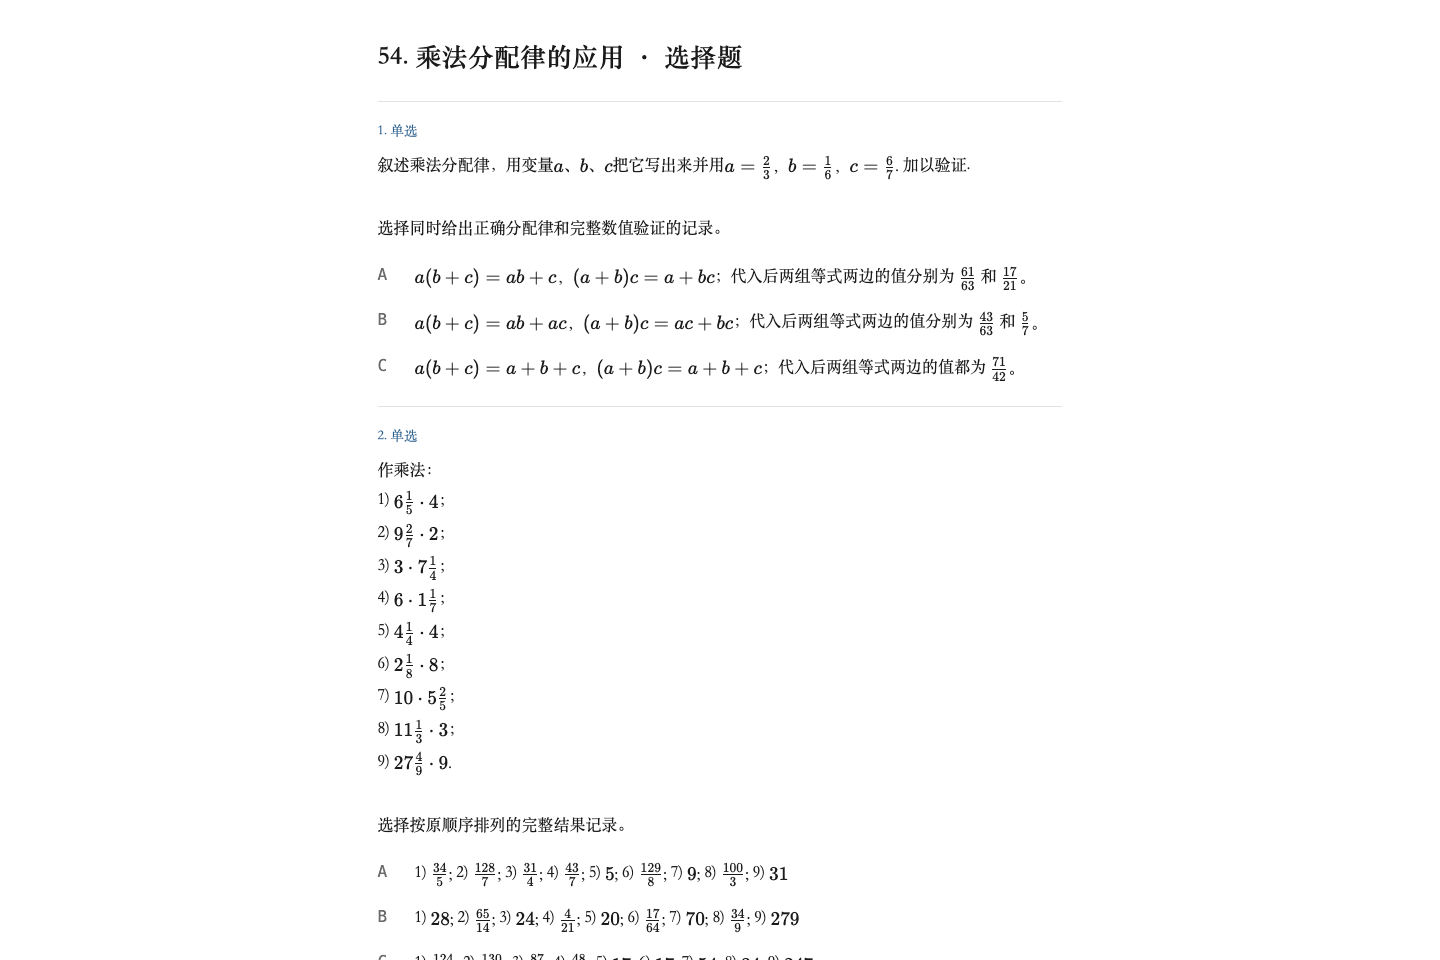 54. 乘法分配律的应用 · 选择题
1. 单选
叙述乘法分配律，用变量a、b、c把它写出来并用a = 2/3, b = 1/6, c = 6/7. 加以验证.
选择同时给出正确分配律和完整数值验证的记录。
A a(b + c) = ab + c, (a + b)c = a + bc；代入后两组等式两边的值分别为 61/63 和 17/21。
B a(b + c) = ab + ac, (a + b)c = ac + bc；代入后两组等式两边的值分别为 43/63 和 5/7。
C a(b + c) = a + b + c, (a + b)c = a + b + c；代入后两组等式两边的值都为 71/42。
2. 单选
作乘法：
1) 6 1/5 · 4;
2) 9 2/7 · 2;
3) 3 · 7 1/4;
4) 6 · 1 1/7;
5) 4 1/4 · 4;
6) 2 1/8 · 8;
7) 10 · 5 2/5;
8) 11 1/3 · 3;
9) 27 4/9 · 9.
选择按原顺序排列的完整结果记录。
A 1) 34/5; 2) 128/7; 3) 31/4; 4) 43/7; 5) 5; 6) 129/8; 7) 9; 8) 100/3; 9) 31
B 1) 28; 2) 65/14; 3) 24; 4) 4/21; 5) 20; 6) 17/64; 7) 70; 8) 34/9; 9) 279